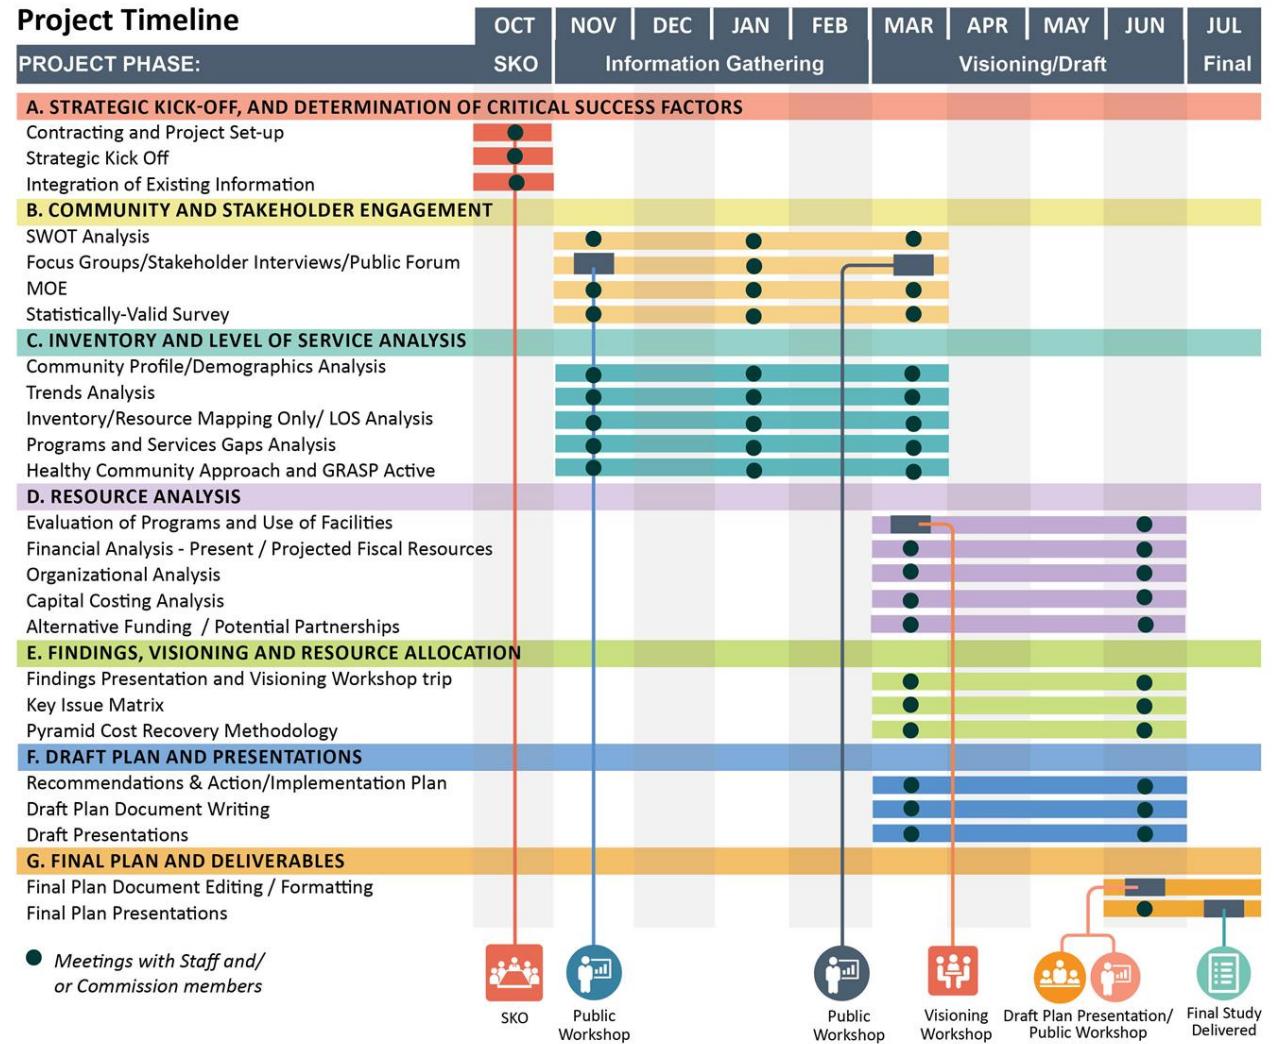 Project Timeline
OCT NOV DEC JAN FEB MAR APR MAY JUN JUL
PROJECT PHASE: SKO Information Gathering Visioning/Draft Final
A. STRATEGIC KICK-OFF, AND DETERMINATION OF CRITICAL SUCCESS FACTORS
Contracting and Project Set-up
Strategic Kick Off
Integration of Existing Information
B. COMMUNITY AND STAKEHOLDER ENGAGEMENT
SWOT Analysis
Focus Groups/Stakeholder Interviews/Public Forum
MOE
Statistically-Valid Survey
C. INVENTORY AND LEVEL OF SERVICE ANALYSIS
Community Profile/Demographics Analysis
Trends Analysis
Inventory/Resource Mapping Only/ LOS Analysis
Programs and Services Gaps Analysis
Healthy Community Approach and GRASP Active
D. RESOURCE ANALYSIS
Evaluation of Programs and Use of Facilities
Financial Analysis - Present / Projected Fiscal Resources
Organizational Analysis
Capital Costing Analysis
Alternative Funding / Potential Partnerships
E. FINDINGS, VISIONING AND RESOURCE ALLOCATION
Findings Presentation and Visioning Workshop trip
Key Issue Matrix
Pyramid Cost Recovery Methodology
F. DRAFT PLAN AND PRESENTATIONS
Recommendations & Action/Implementation Plan
Draft Plan Document Writing
Draft Presentations
G. FINAL PLAN AND DELIVERABLES
Final Plan Document Editing / Formatting
Final Plan Presentations
Meetings with Staff and/
or Commission members
SKO
Public
Workshop
Public
Workshop
Visioning
Workshop
Draft Plan Presentation/
Public Workshop
Final Study
Delivered